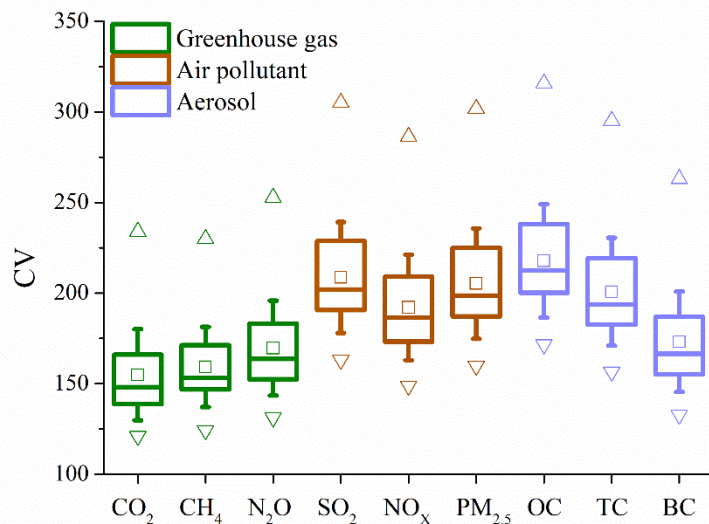 350
300
250
200
150
100
CV
Greenhouse gas
Air pollutant
Aerosol
CO₂ CH₄ N₂O SO₂ NOₓ PM₂.₅ OC TC BC